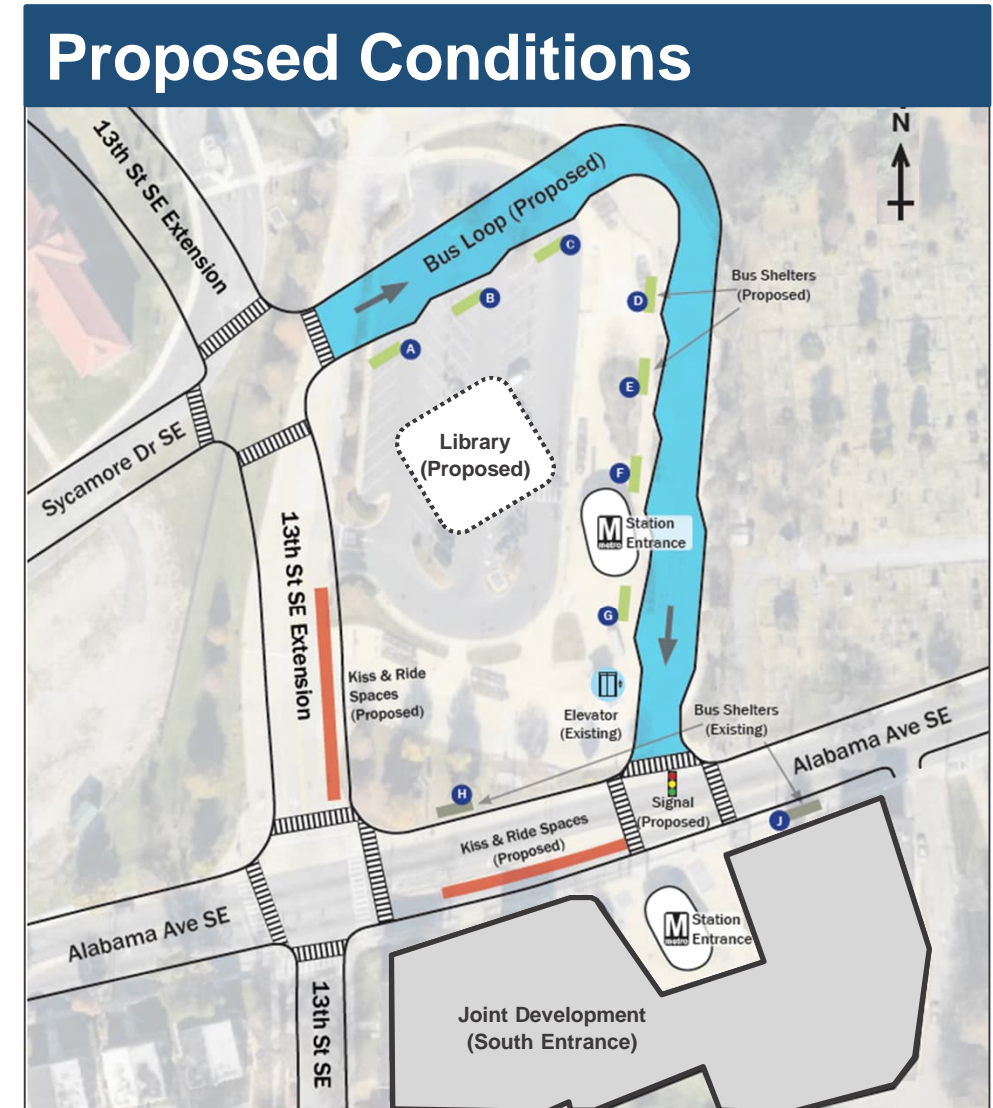 Proposed Conditions
N
13th St SE Extension
Bus Loop (Proposed)
C
B
A
Bus Shelters
(Proposed)
D
E
F
Library
(Proposed)
Sycamore Dr SE
M
metro
Station
Entrance
13th St SE Extension
G
Kiss & Ride
Spaces
(Proposed)
Elevator
(Existing)
Bus Shelters
(Existing)
Alabama Ave SE
H
Signal
(Proposed)
J
Kiss & Ride Spaces
(Proposed)
Alabama Ave SE
M
metro
Station
Entrance
13th St SE
Joint Development
(South Entrance)